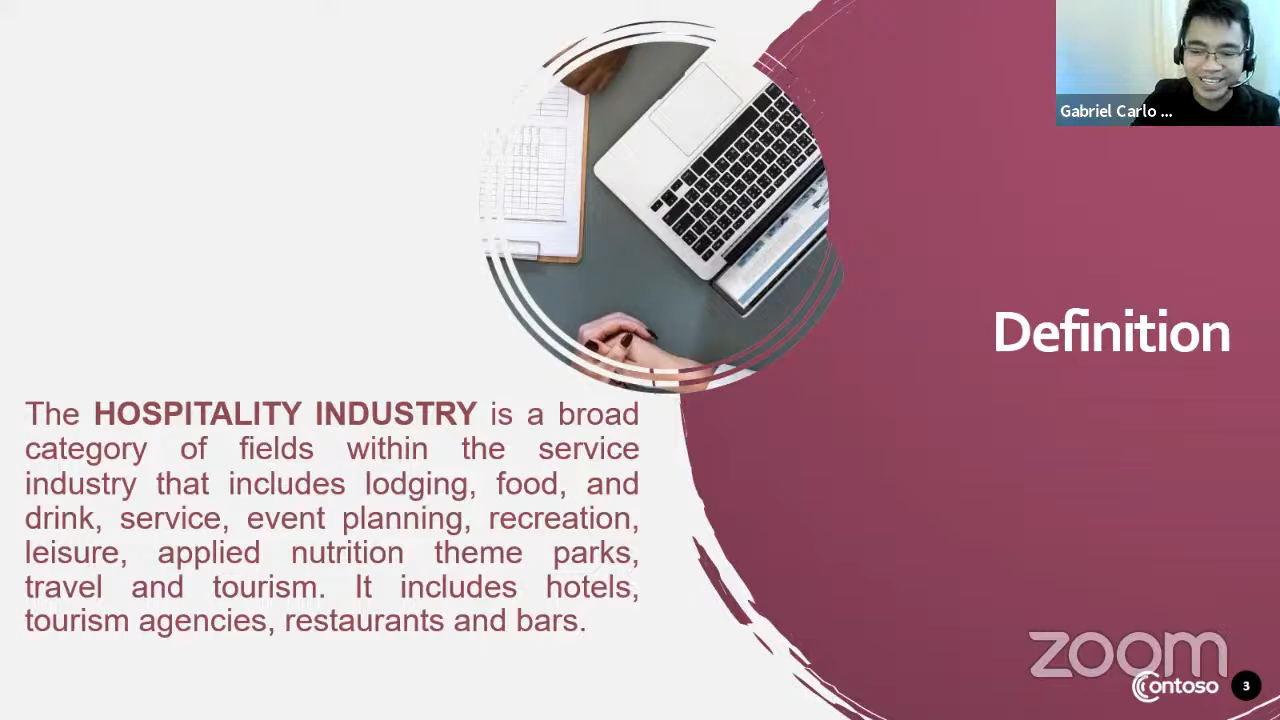 Gabriel Carlo ...
Definition
The HOSPITALITY INDUSTRY is a broad
category of fields within the service
industry that includes lodging, food, and
drink, service, event planning, recreation,
leisure, applied nutrition theme parks,
travel and tourism. It includes hotels,
tourism agencies, restaurants and bars.
zoom
Contoso
3